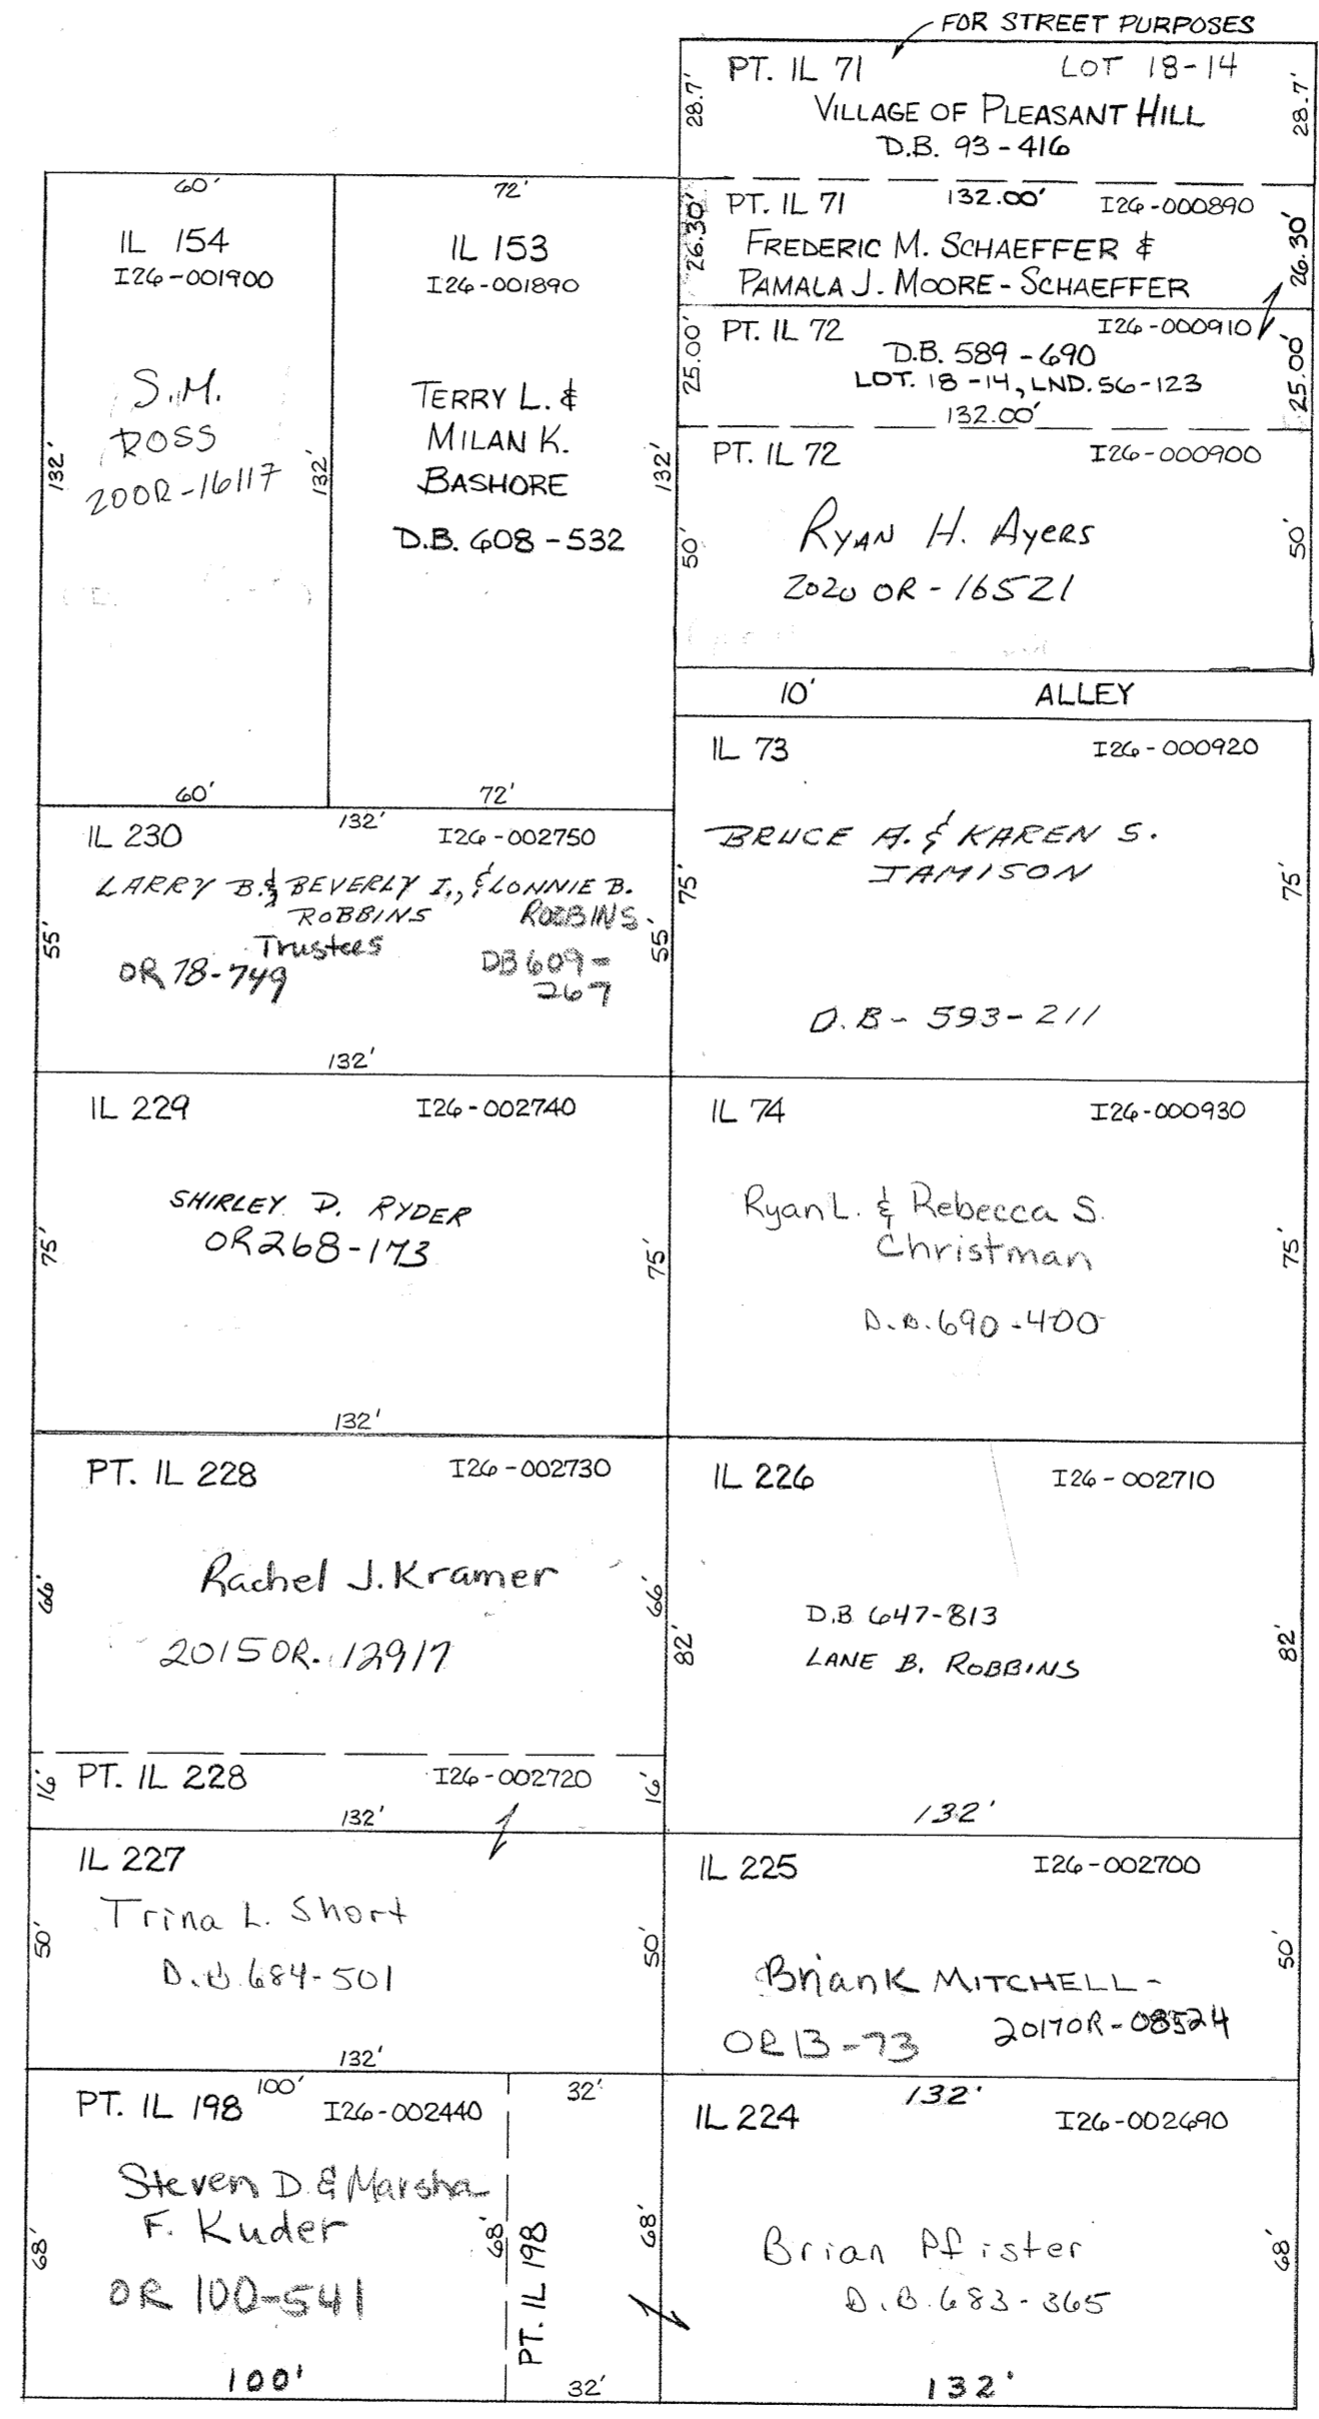 FOR STREET PURPOSES
PT. IL 71 LOT 18-14
28.7' 28.7'
VILLAGE OF PLEASANT HILL
D.B. 93-416
PT. IL 71 132.00' I26-000890
26.30' 26.30'
FREDERIC M. SCHAEFFER &
PAMALA J. MOORE-SCHAEFFER
PT. IL 72 I26-000910
25.00' 25.00'
D.B. 589-690
LOT. 18-14, LND. 56-123
132.00'
PT. IL 72 I26-000900
50' 50'
RYAN H. AyERS
2020 OR-16521
10' ALLEY
60'
IL 154
I26-001900
S.M.
ROSS
200R-16117
132' 132'
60'
72'
IL 153
I26-001890
TERRY L. &
MILAN K.
BASHORE
D.B. 608-532
132'
72'
132'
IL 230 I26-002750
LARRY B. & BEVERLY I., & LONNIE B.
ROBBINS ROBBINS.
Trustees
OR 78-749
DB 609-
267
55' 55'
132'
IL 73 I26-000920
BRUCE A. & KAREN S.
JAMISON
75' 75'
D.B - 593-211
IL 229 I26-002740
SHIRLEY D. RYDER
OR 268-173
75' 75'
132'
IL 74 I26-000930
Ryan L. & Rebecca S.
Christman
75'
D.B. 690-400
PT. IL 228 I26-002730
Rachel J. Kramer
2015 OR. 12917
66' 66'
PT. IL 228 I26-002720
16' 16'
132'
IL 226 I26-002710
D.B 647-813
LANE B. ROBBINS
82' 82'
132'
IL 227
Trina L. Short
D.B. 684-501
50' 50'
132'
IL 225 I26-002700
50'
Brian K MITCHELL-
OR 13-73 2017OR-08524
132'
PT. IL 198 100' I26-002440
Steven D. & Marsha
F. Kuder
OR 100-541
68' 68'
100'
32'
PT. IL 198
68'
32'
IL 224 I26-002690
Brian Pfister
D.B. 683-365
68'
132'